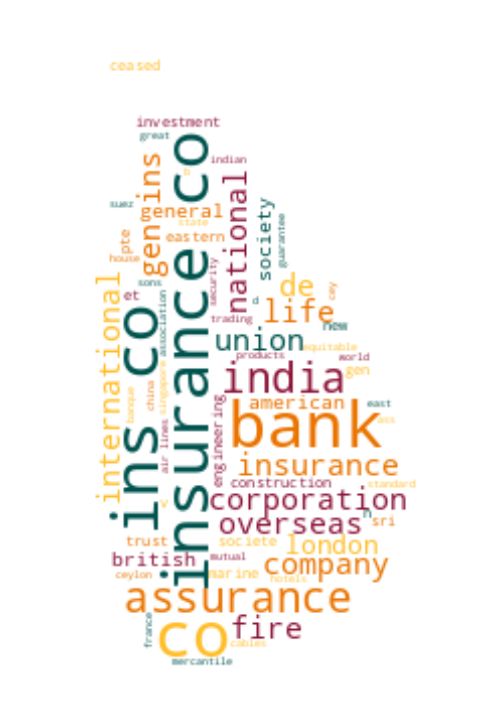 ceased
investment
great
insurance co
indian
ins
b
national
suez
general
state
society
guarantee
gen
pte
eastern
house
security
sons
de
cey
international
et
association
d
life
ins co
trading
new
union
equitable
products
world
india
gen
china
singapore
banque
american
east
bank
ass
engineering
air lines
insurance
construction
standard
corporation
v
n
overseas
sri
trust
societe
london
british
mutual
company
ceylon
marine
hotels
assurance
france
co
fire
cables
mercantile